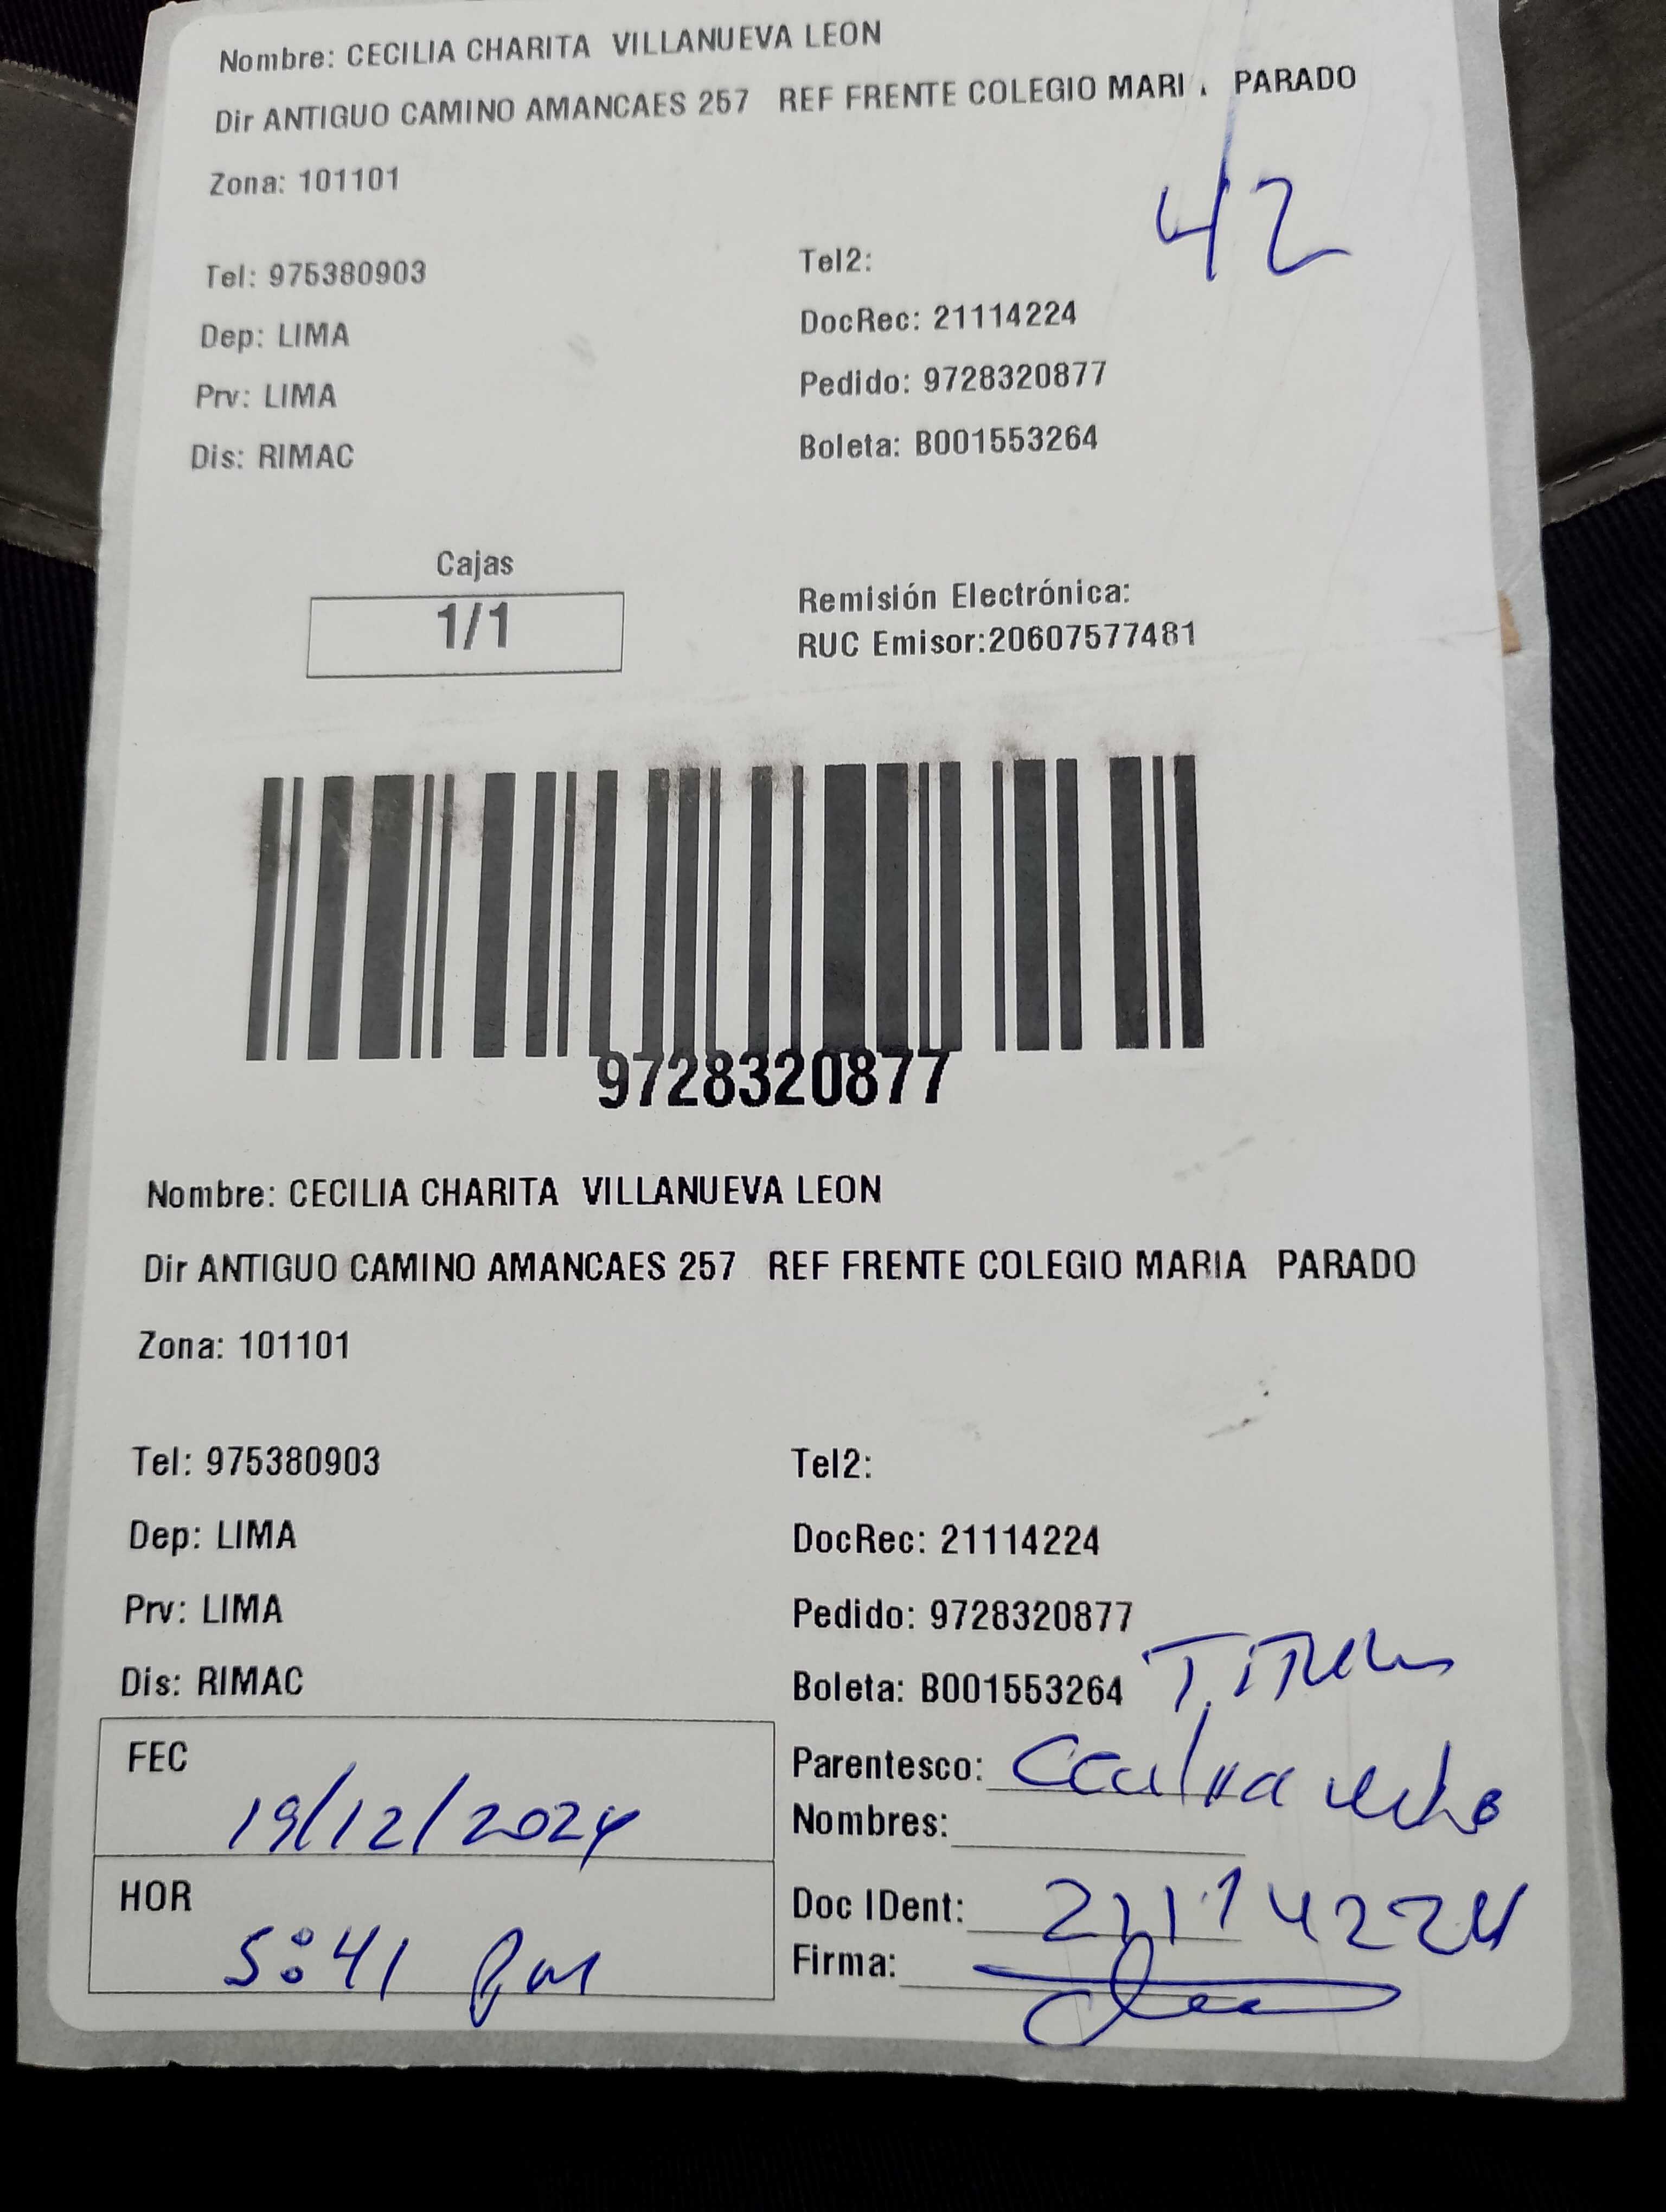 Nombre: CECILIA CHARITA VILLANUEVA LEON
Dir ANTIGUO CAMINO AMANCAES 257 REF FRENTE COLEGIO MARI PARADO
42
Zona: 101101
Tel: 975380903
Tel2:
Dep: LIMA
DocRec: 21114224
Prv: LIMA
Pedido: 9728320877
Dis: RIMAC
Boleta: B001553264
Cajas
1/1
Remisión Electrónica:
RUC Emisor:20607577481
9728320877
Nombre: CECILIA CHARITA VILLANUEVA LEON
Dir ANTIGUO CAMINO AMANCAES 257 REF FRENTE COLEGIO MARIA PARADO
Zona: 101101
Tel: 975380903
Tel2:
Dep: LIMA
DocRec: 21114224
Prv: LIMA
Pedido: 9728320877
Dis: RIMAC
Boleta: B001553264
FEC
19/12/2024
Parentesco:
Nombres:
HOR
5:41 pm
Doc IDent: 21114224
Firma: